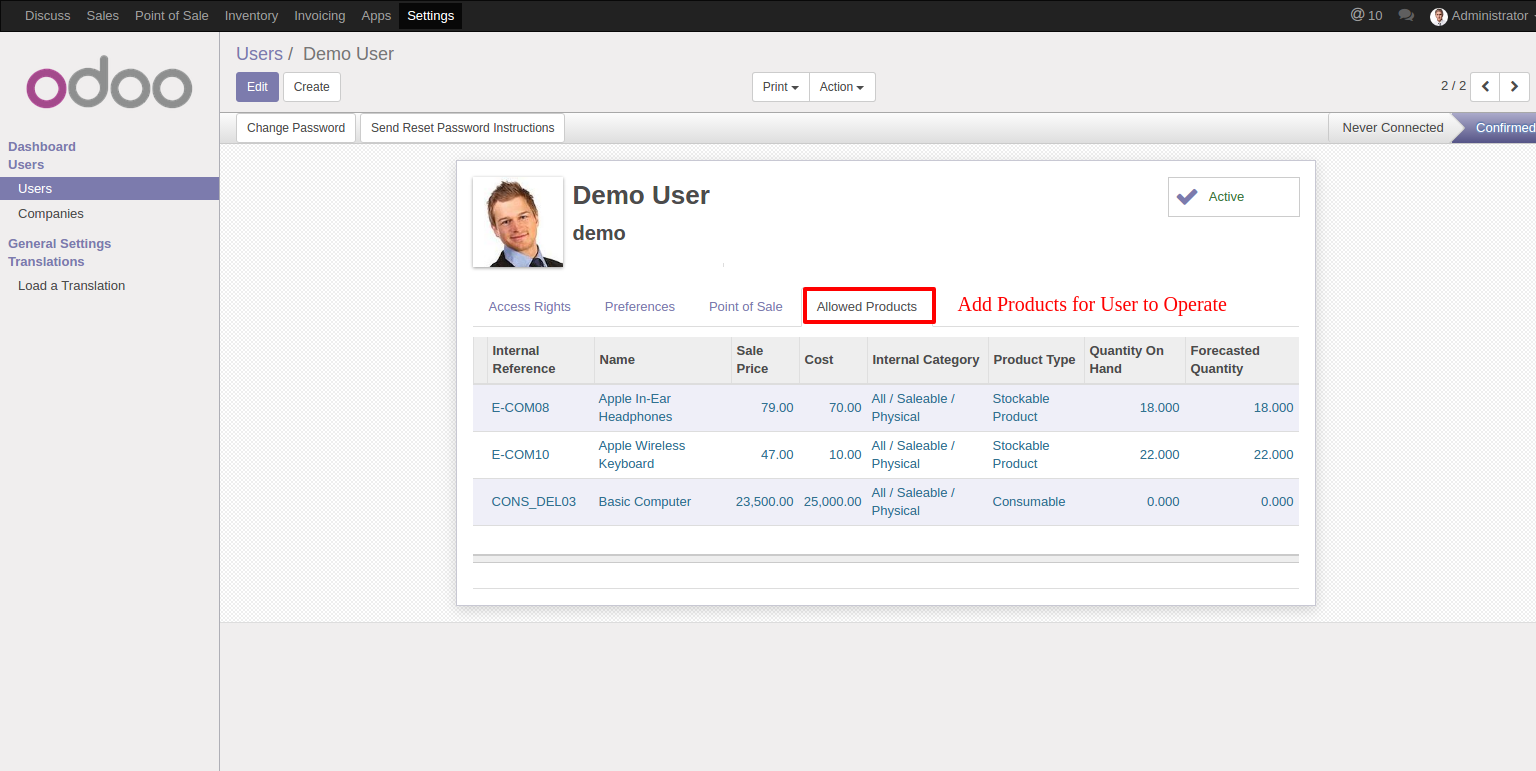 Discuss Sales Point of Sale Inventory Invoicing Apps Settings @ 10 Administrator
odoo
Users / Demo User
Edit Create Print Action 2 / 2
Change Password Send Reset Password Instructions Never Connected Confirmed
Dashboard
Users
Users
Companies
General Settings
Translations
Load a Translation
Demo User
demo
Active
Access Rights Preferences Point of Sale Allowed Products Add Products for User to Operate
Internal Reference Name Sale Price Cost Internal Category Product Type Quantity On Hand Forecasted Quantity
E-COM08 Apple In-Ear Headphones 79.00 70.00 All / Saleable / Physical Stockable Product 18.000 18.000
E-COM10 Apple Wireless Keyboard 47.00 10.00 All / Saleable / Physical Stockable Product 22.000 22.000
CONS_DEL03 Basic Computer 23,500.00 25,000.00 All / Saleable / Physical Consumable 0.000 0.000